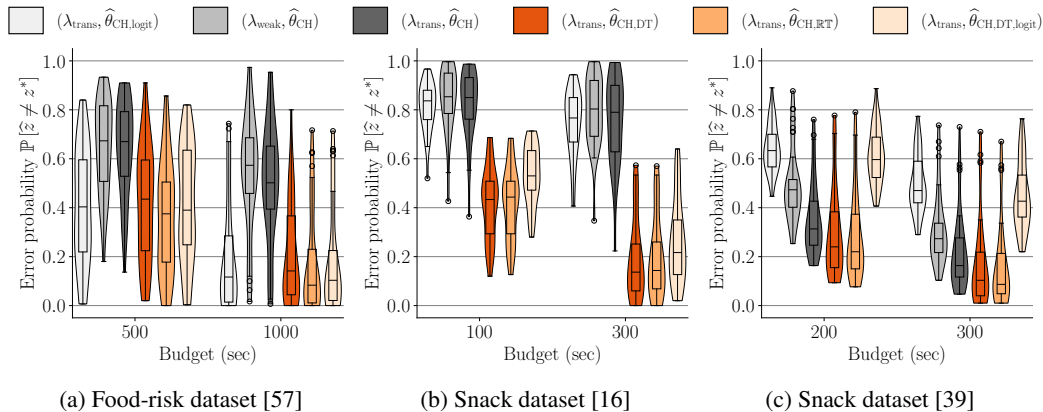 (λ_trans, θ̂_CH,logit) (λ_weak, θ̂_CH) (λ_trans, θ̂_CH) (λ_trans, θ̂_CH,DT) (λ_trans, θ̂_CH,ℝ𝕋) (λ_trans, θ̂_CH,DT,logit)
Error probability ℙ[ẑ ≠ z*]
1.0
0.8
0.6
0.4
0.2
0.0
500 1000
Budget (sec)
(a) Food-risk dataset [57]
Error probability ℙ[ẑ ≠ z*]
1.0
0.8
0.6
0.4
0.2
0.0
100 300
Budget (sec)
(b) Snack dataset [16]
Error probability ℙ[ẑ ≠ z*]
1.0
0.8
0.6
0.4
0.2
0.0
200 300
Budget (sec)
(c) Snack dataset [39]